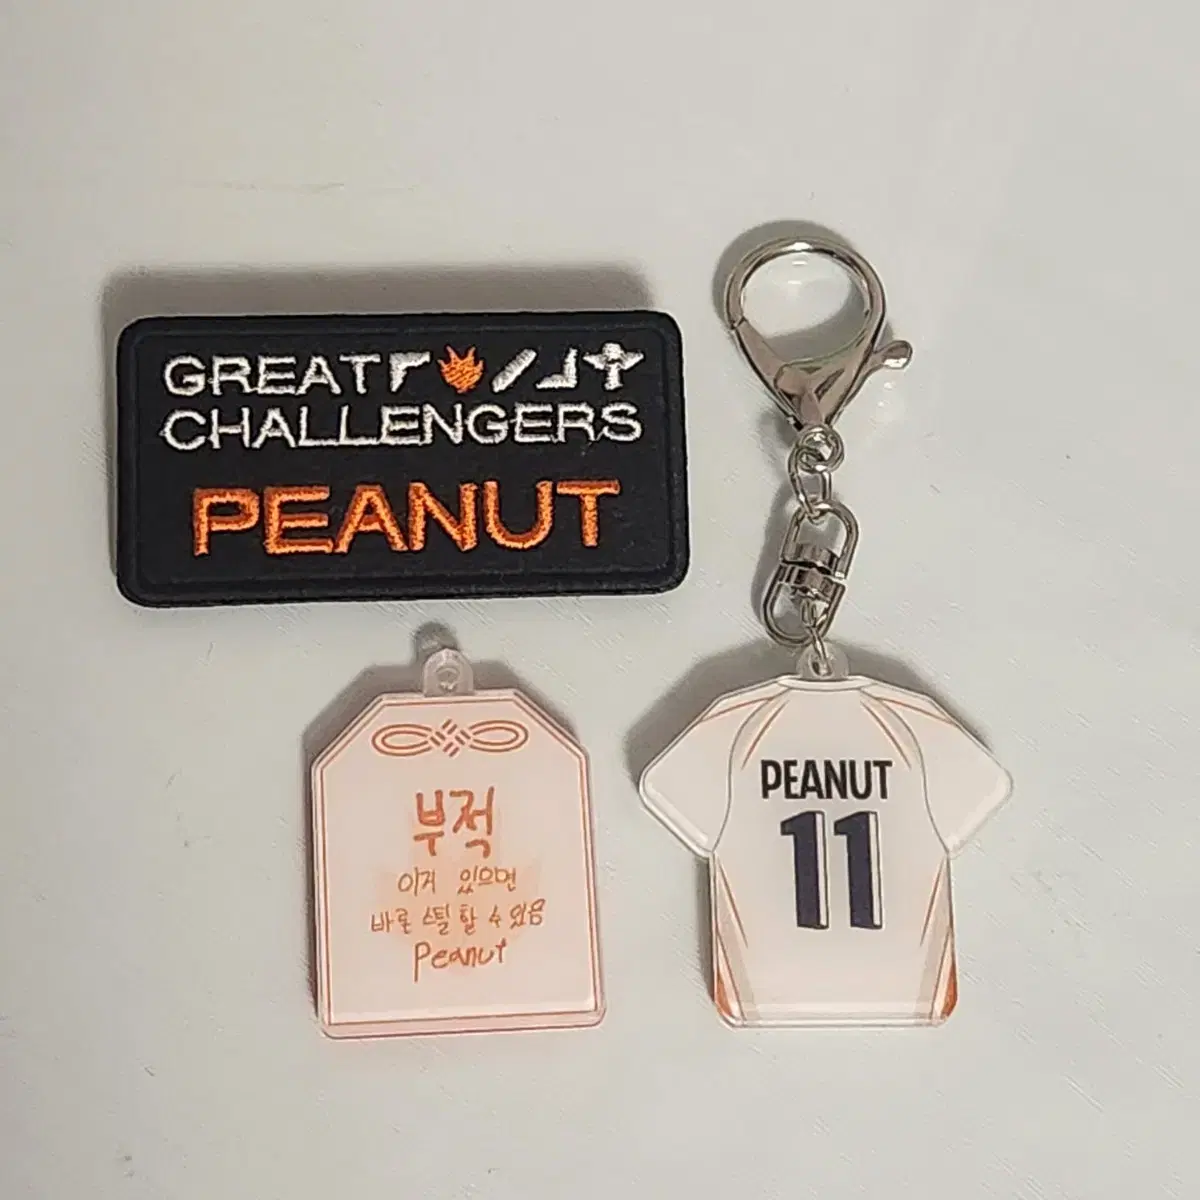 GREAT
CHALLENGERS
PEANUT
부적
이거 있으면
바론 스틸 할 수 있음
Peanut
PEANUT
11